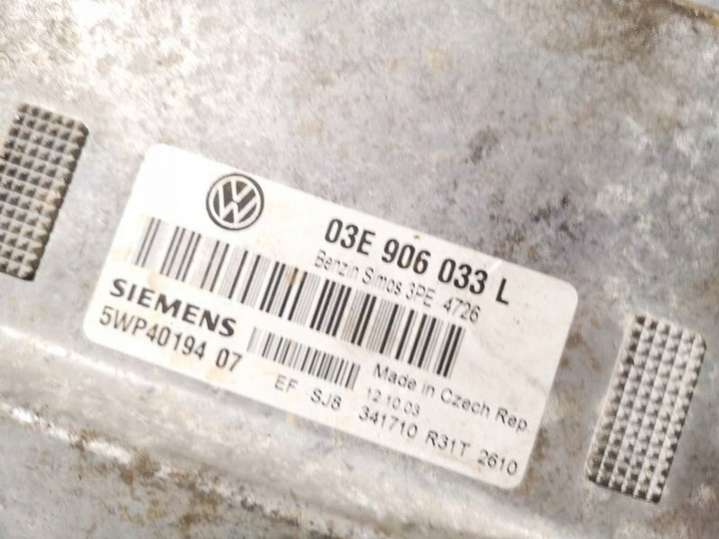 03E 906 033 L
Benzin Simos 3PE 4726
SIEMENS
5WP40194 07
Made in Czech Rep.
12.10.03
EF SJ8 341710 R31T 2610